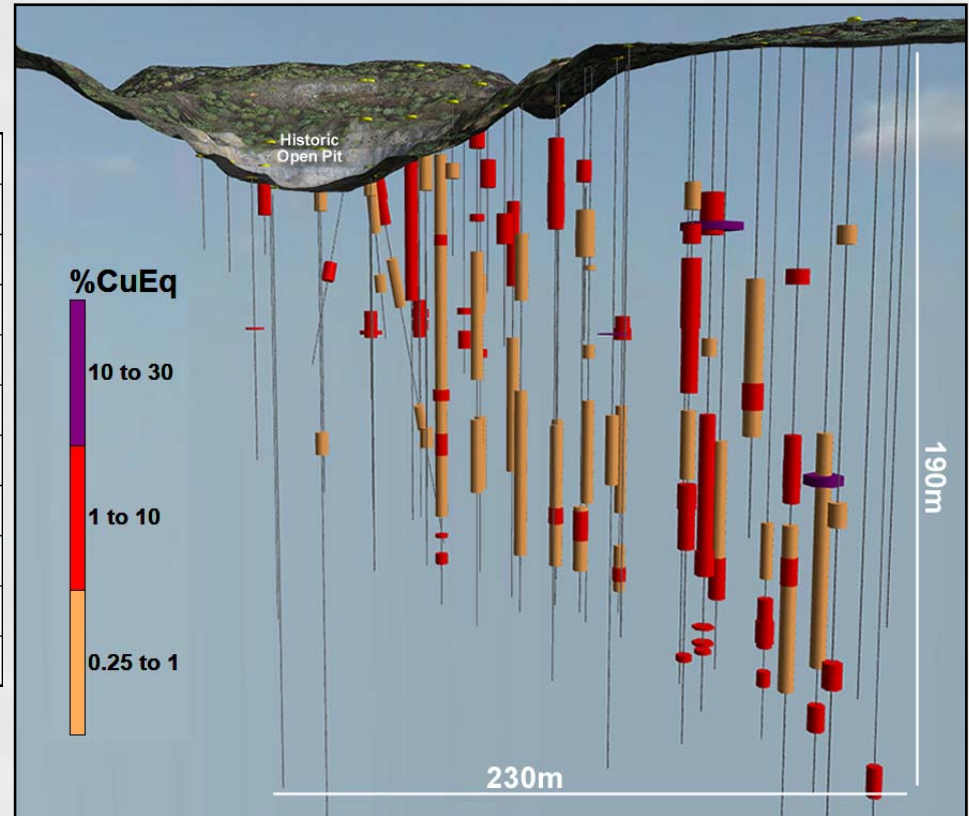 Historic
Open Pit
%CuEq
10 to 30
1 to 10
0.25 to 1
190m
230m